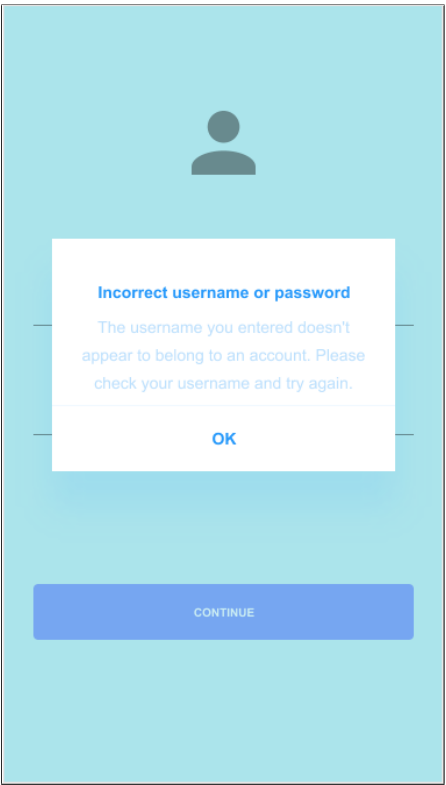 Incorrect username or password
The username you entered doesn't
appear to belong to an account. Please
check your username and try again.
OK
CONTINUE